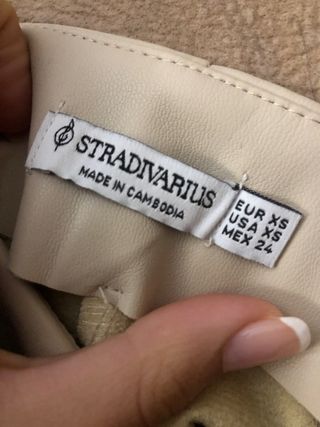 STRADIVARIUS
MADE IN CAMBODIA
EUR XS
USA XS
MEX 24